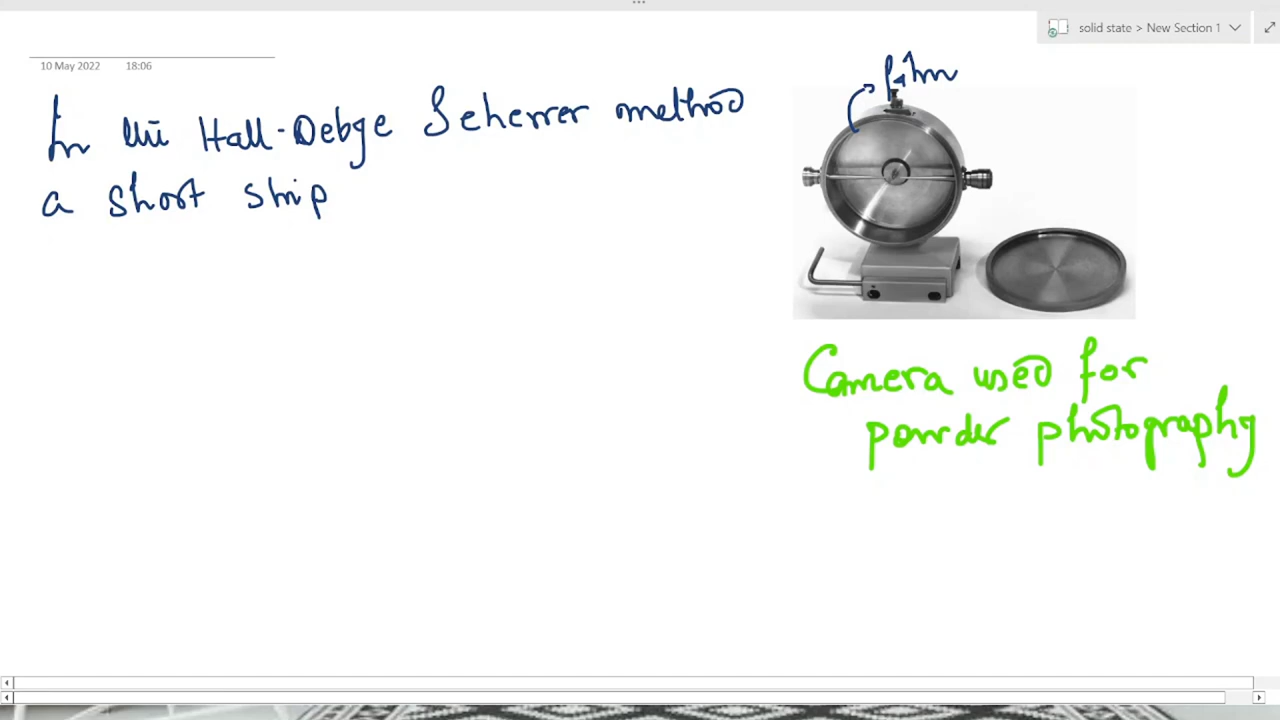 solid state > New Section 1
10 May 2022 18:06
film
In the Hall-Debye Scherrer method
a short strip
Camera used for
powder photography